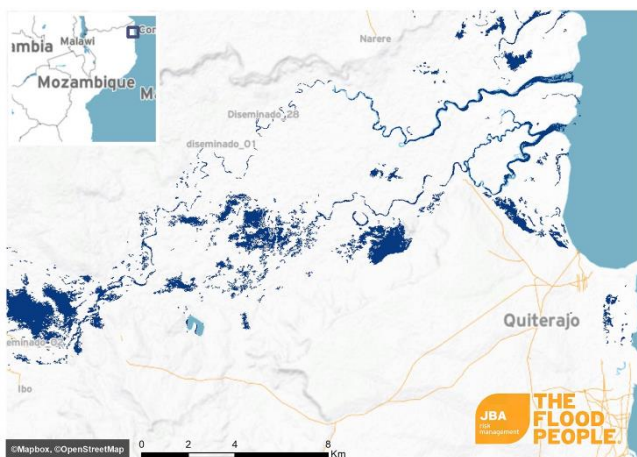 ambia
Malawi
Mozambique
Narere
Diseminado_28
diseminado_01
Quiterajo
Ibo
JBA
risk
management
THE
FLOOD
PEOPLE.
©Mapbox, ©OpenStreetMap
0 2 4 8
Km